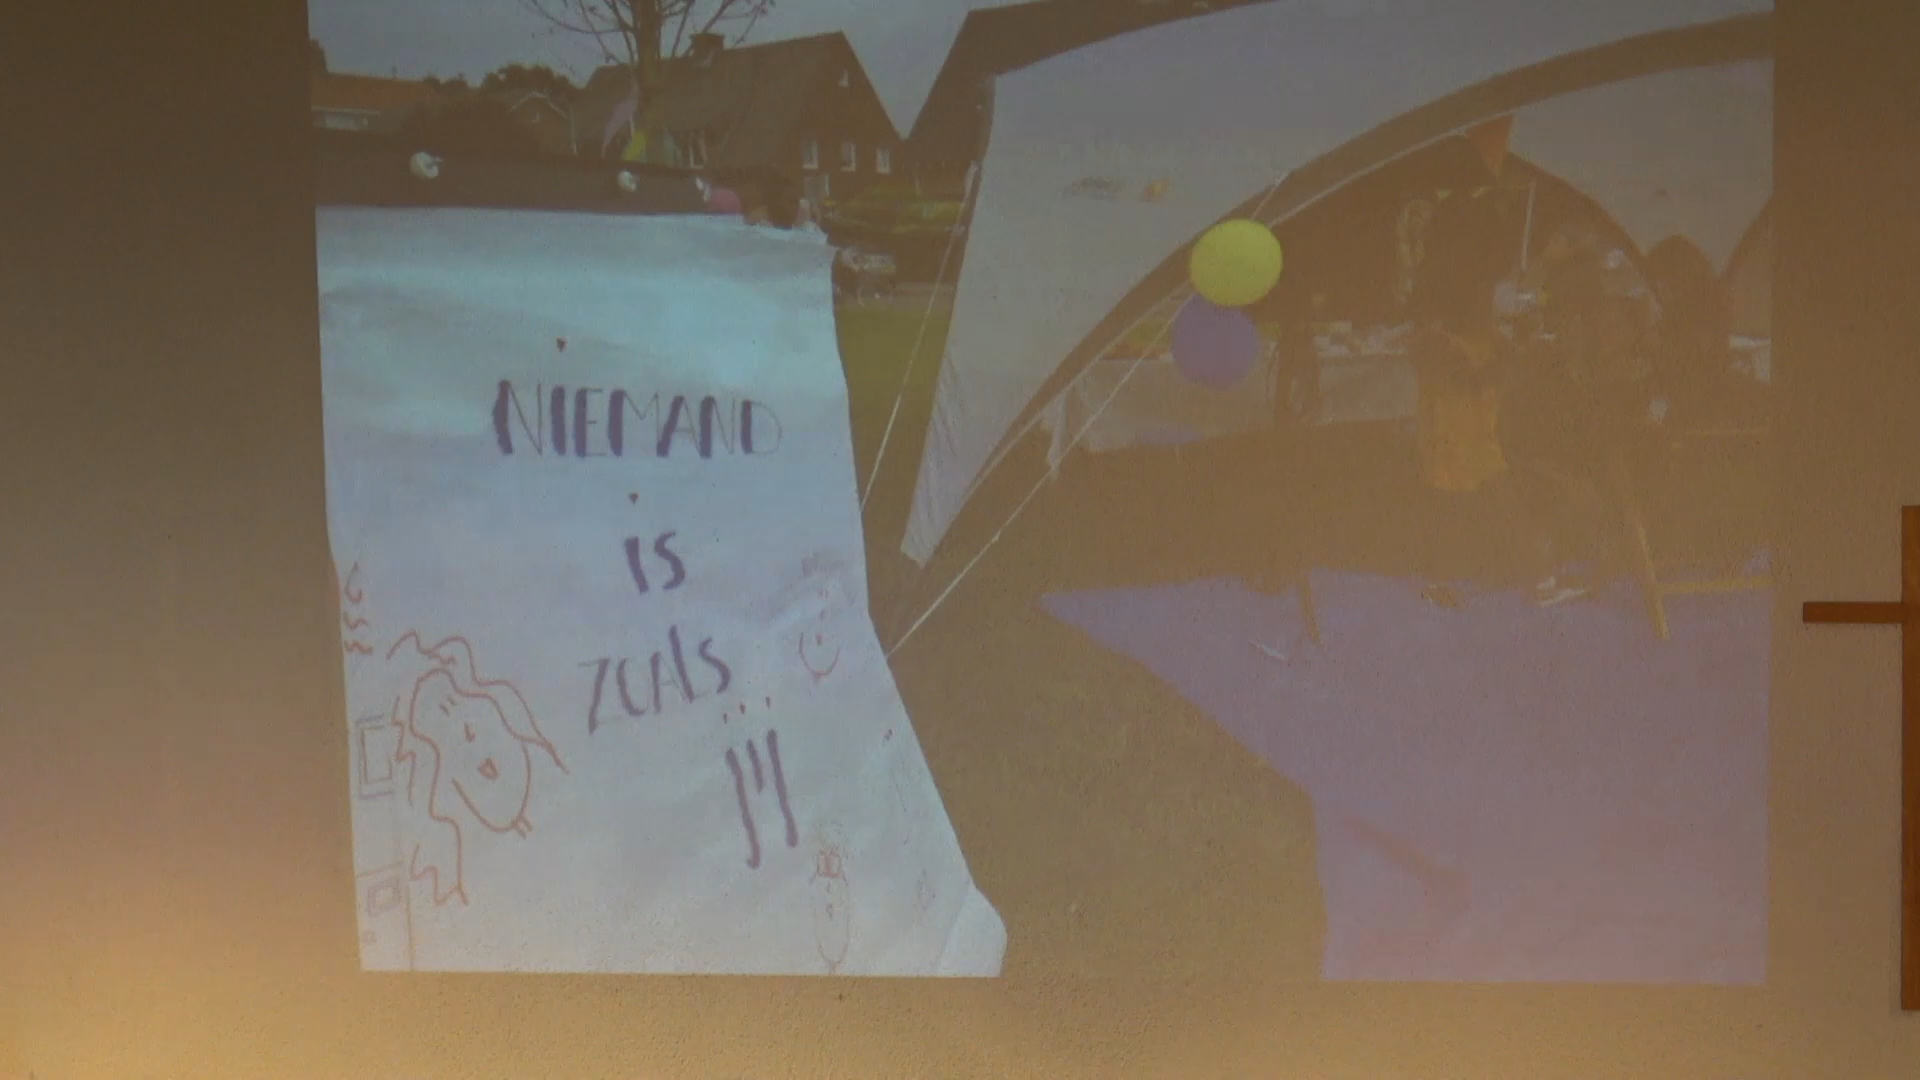 NIEMAND
is
ZOALS
...
JIJ